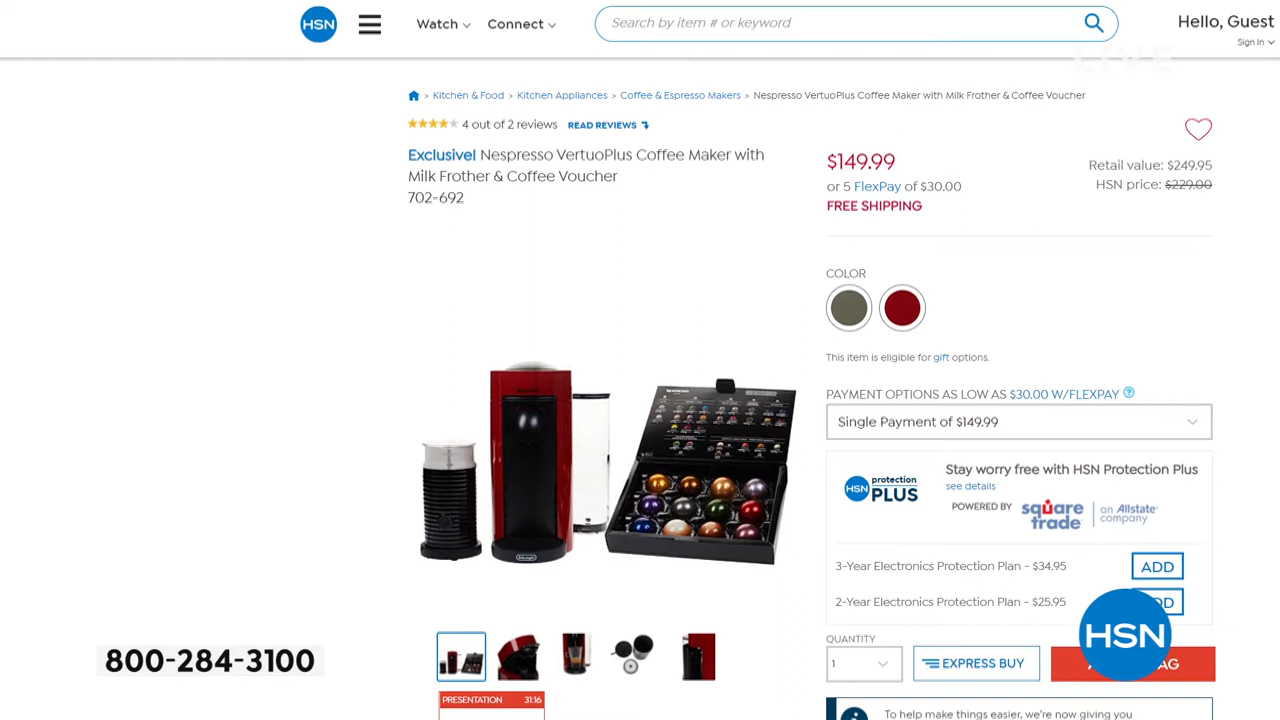 HSN
Watch
Connect
Search by item # or keyword
Hello, Guest
Sign In
LIVE
> Kitchen & Food > Kitchen Appliances > Coffee & Espresso Makers > Nespresso VertuoPlus Coffee Maker with Milk Frother & Coffee Voucher
4 out of 2 reviews READ REVIEWS
Exclusive! Nespresso VertuoPlus Coffee Maker with
Milk Frother & Coffee Voucher
702-692
$149.99
or 5 FlexPay of $30.00
FREE SHIPPING
Retail value: $249.95
HSN price: $229.00
COLOR
This item is eligible for gift options.
PAYMENT OPTIONS AS LOW AS $30.00 W/FLEXPAY ?
Single Payment of $149.99
HSN protection PLUS
Stay worry free with HSN Protection Plus
see details
POWERED BY square trade an Allstate company
3-Year Electronics Protection Plan - $34.95
ADD
2-Year Electronics Protection Plan - $25.95
QUANTITY
1
EXPRESS BUY
HSN
AG
800-284-3100
PRESENTATION 31:16
To help make things easier, we're now giving you